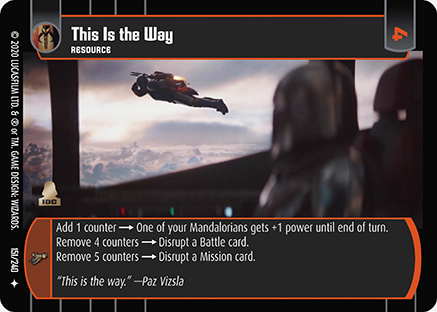 This Is the Way
RESOURCE
4
IDC
Add 1 counter → One of your Mandalorians gets +1 power until end of turn.
Remove 4 counters → Disrupt a Battle card.
Remove 5 counters → Disrupt a Mission card.
“This is the way.” —Paz Vizsla
© 2020 LUCASFILM LTD. & ® or TM. GAME DESIGN: WIZARDS.
151/240